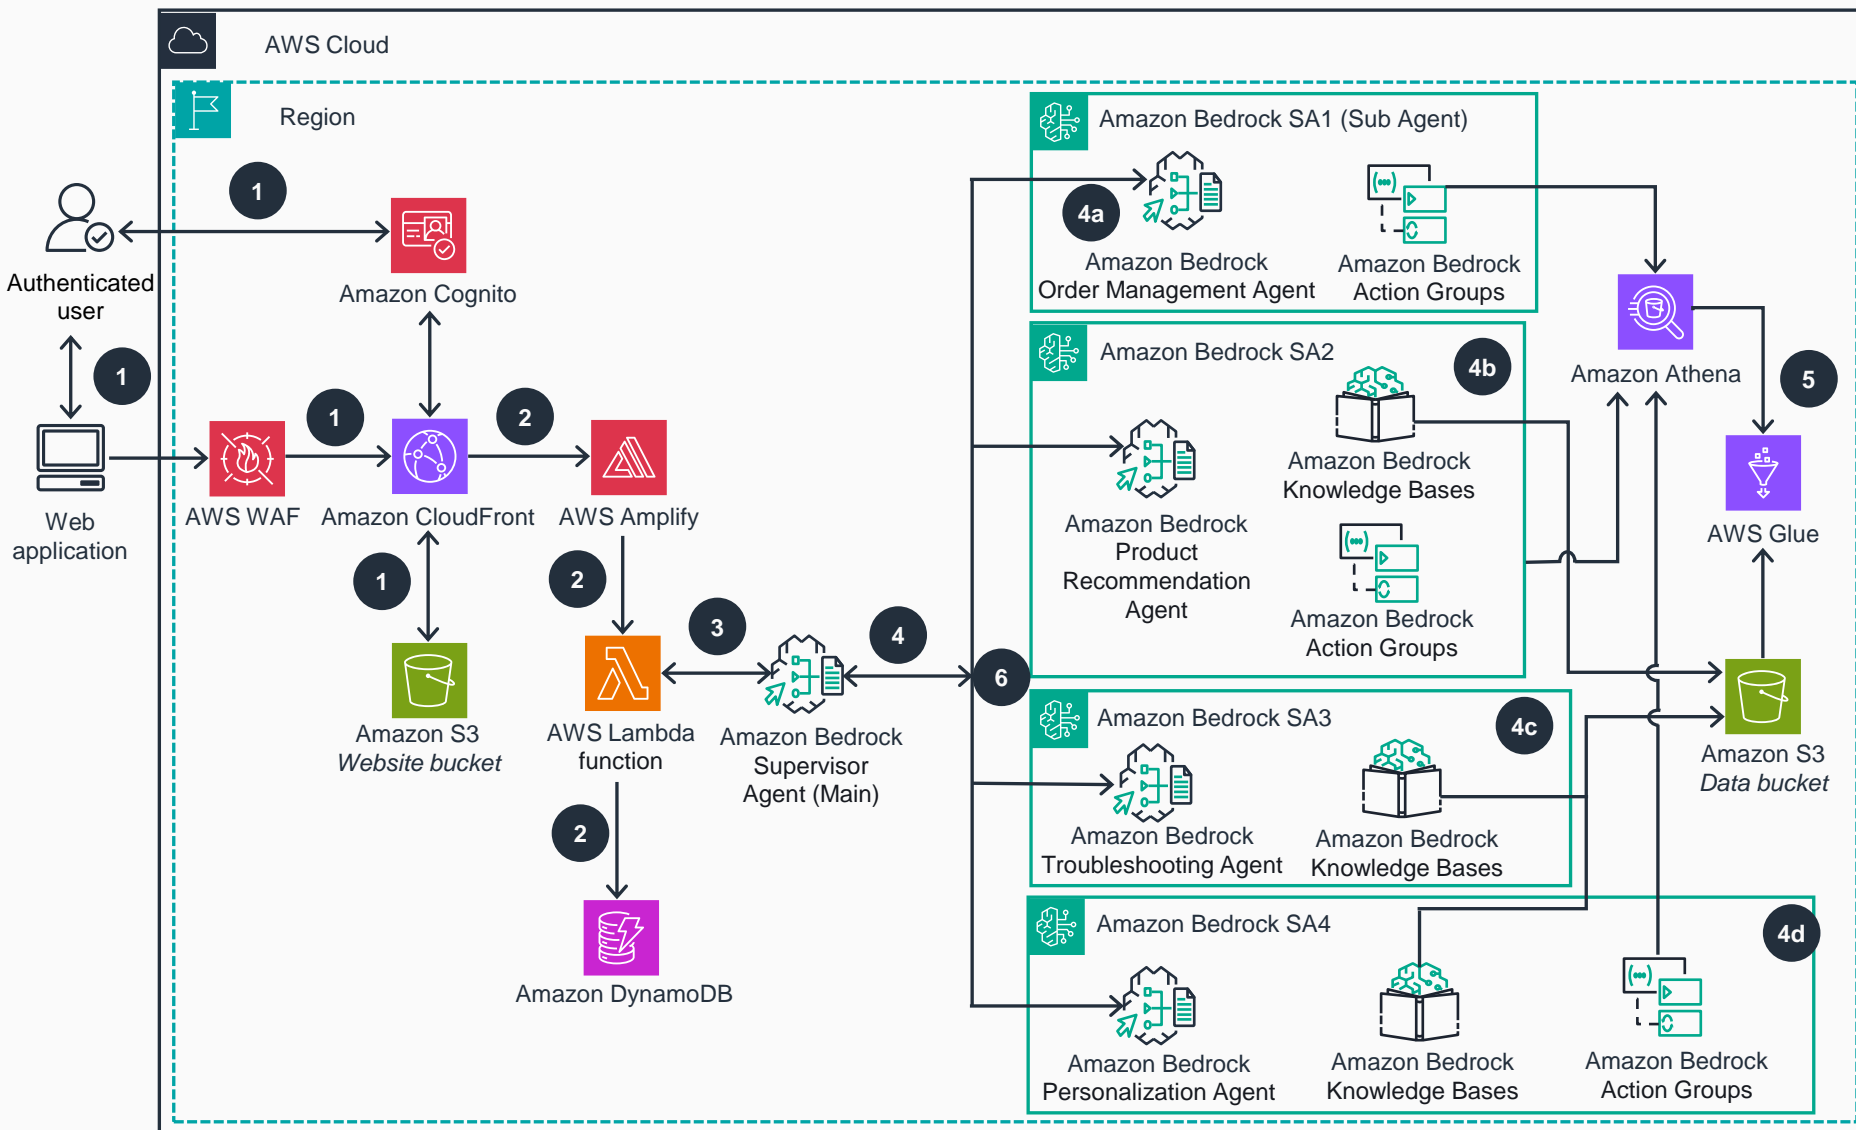 AWS Cloud
Region
1
Authenticated
user
Amazon Cognito
1
Web
application
AWS WAF
1
Amazon CloudFront
2
AWS Amplify
1
Amazon S3
Website bucket
2
AWS Lambda
function
2
Amazon DynamoDB
3
Amazon Bedrock
Supervisor
Agent (Main)
4
6
Amazon Bedrock SA1 (Sub Agent)
4a
Amazon Bedrock
Order Management Agent
Amazon Bedrock
Action Groups
Amazon Bedrock SA2
4b
Amazon Bedrock
Product
Recommendation
Agent
Amazon Bedrock
Knowledge Bases
Amazon Bedrock
Action Groups
Amazon Bedrock SA3
4c
Amazon Bedrock
Troubleshooting Agent
Amazon Bedrock
Knowledge Bases
Amazon Bedrock SA4
4d
Amazon Bedrock
Personalization Agent
Amazon Bedrock
Knowledge Bases
Amazon Bedrock
Action Groups
Amazon Athena
5
AWS Glue
Amazon S3
Data bucket